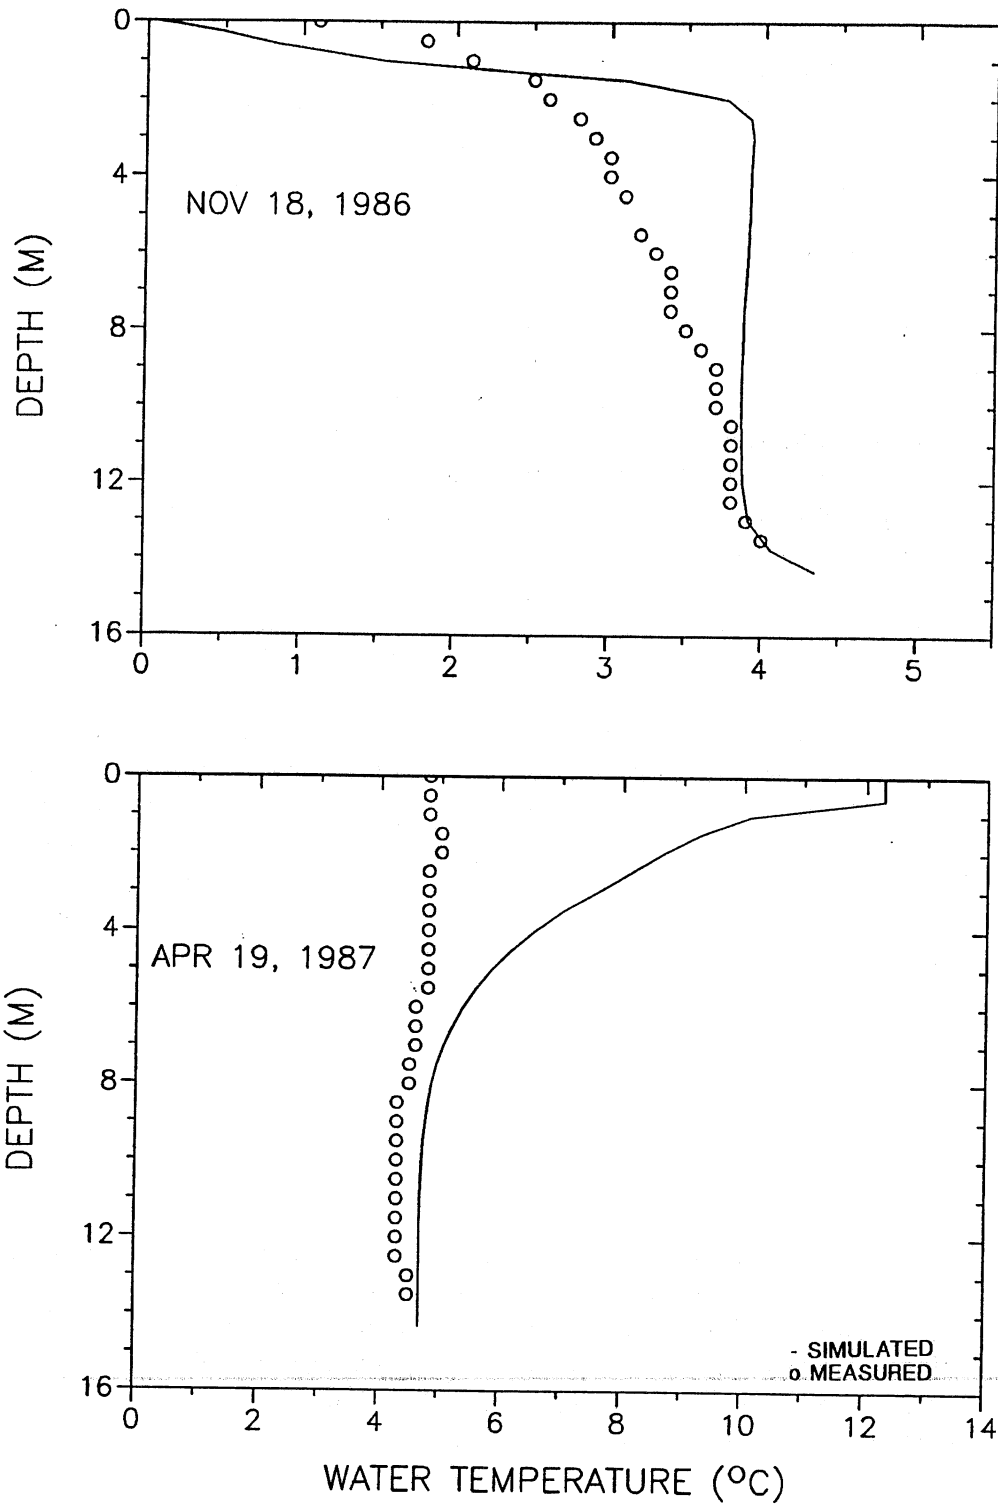 0
4
8
12
16
DEPTH (M)
NOV 18, 1986
0 1 2 3 4 5
0
4
8
12
16
DEPTH (M)
APR 19, 1987
- SIMULATED
o MEASURED
0 2 4 6 8 10 12 14
WATER TEMPERATURE (°C)